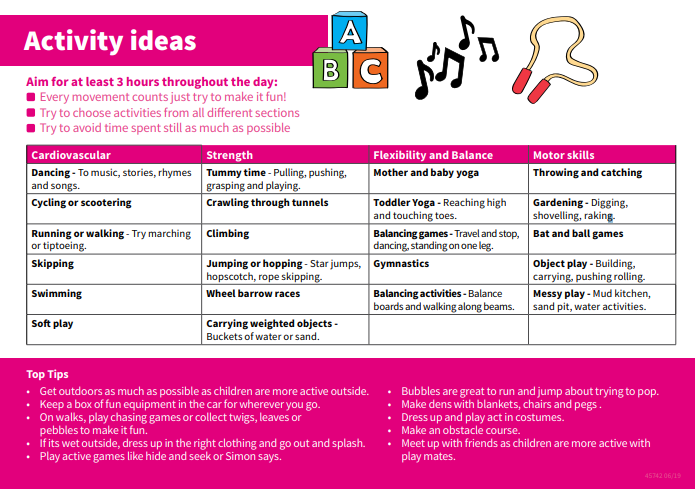 Activity ideas
A
B
C
Aim for at least 3 hours throughout the day:
Every movement counts just try to make it fun!
Try to choose activities from all different sections
Try to avoid time spent still as much as possible
Cardiovascular Strength Flexibility and Balance Motor skills
Dancing - To music, stories, rhymes
and songs.
Tummy time - Pulling, pushing,
grasping and playing.
Mother and baby yoga
Throwing and catching
Cycling or scootering
Crawling through tunnels
Toddler Yoga - Reaching high
and touching toes.
Gardening - Digging,
shovelling, raking.
Running or walking - Try marching
or tiptoeing.
Climbing
Balancing games - Travel and stop,
dancing, standing on one leg.
Bat and ball games
Skipping
Jumping or hopping - Star jumps,
hopscotch, rope skipping.
Gymnastics
Object play - Building,
carrying, pushing rolling.
Swimming
Wheel barrow races
Balancing activities - Balance
boards and walking along beams.
Messy play - Mud kitchen,
sand pit, water activities.
Soft play
Carrying weighted objects -
Buckets of water or sand.
Top Tips
• Get outdoors as much as possible as children are more active outside.
• Keep a box of fun equipment in the car for wherever you go.
• On walks, play chasing games or collect twigs, leaves or
pebbles to make it fun.
• If its wet outside, dress up in the right clothing and go out and splash.
• Play active games like hide and seek or Simon says.
• Bubbles are great to run and jump about trying to pop.
• Make dens with blankets, chairs and pegs .
• Dress up and play act in costumes.
• Make an obstacle course.
• Meet up with friends as children are more active with
play mates.